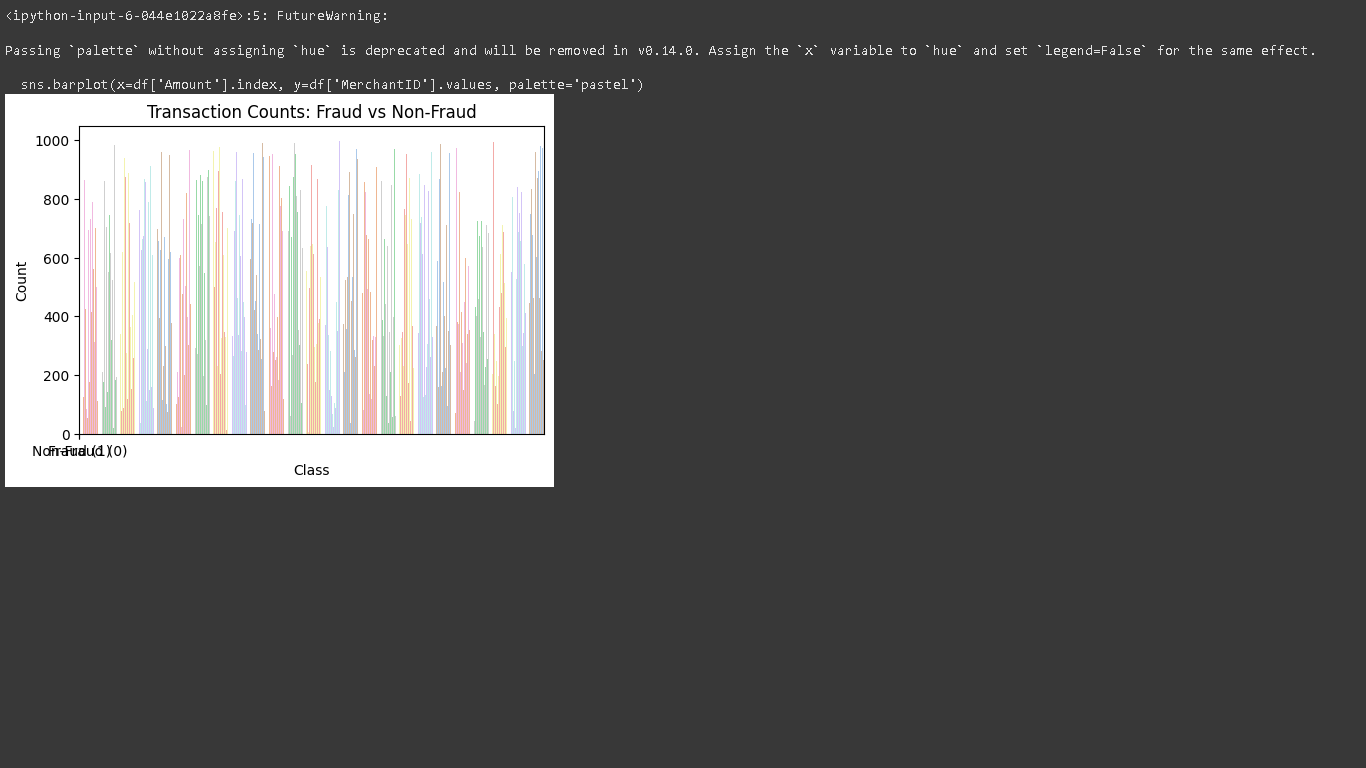 <ipython-input-6-044e1022a8fe>:5: FutureWarning:
Passing `palette` without assigning `hue` is deprecated and will be removed in v0.14.0. Assign the `x` variable to `hue` and set `legend=False` for the same effect.
sns.barplot(x=df['Amount'].index, y=df['MerchantID'].values, palette='pastel')
Transaction Counts: Fraud vs Non-Fraud
1000
800
600
400
200
0
Count
Non-Fraud (0)
Fraud (1)
Class